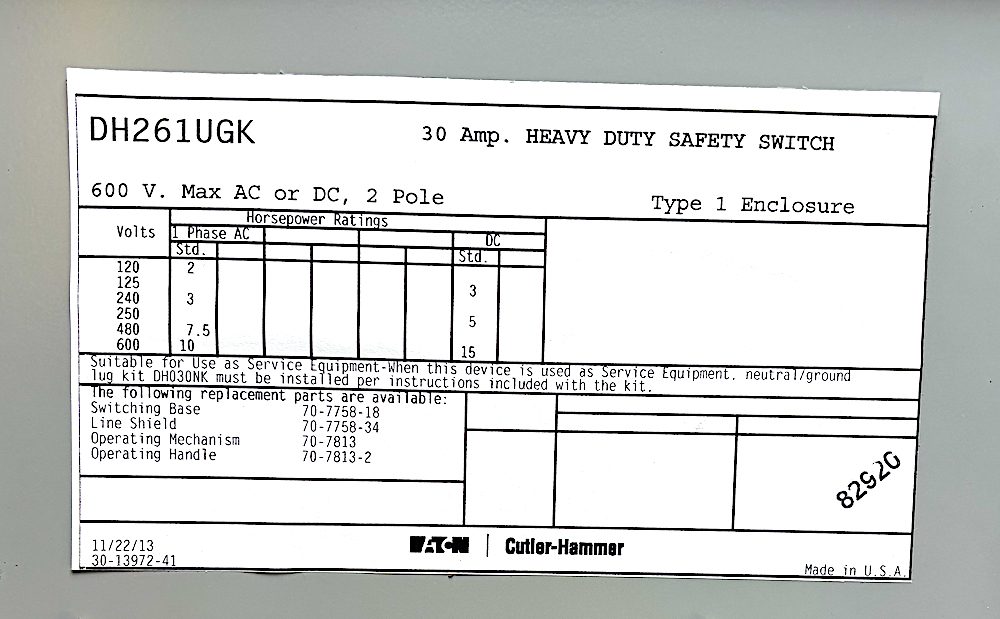 DH261UGK
30 Amp. HEAVY DUTY SAFETY SWITCH
600 V. Max AC or DC, 2 Pole
Type 1 Enclosure
Horsepower Ratings
Volts
1 Phase AC
DC
Std.
Std.
120 2
125 3
240 3
250 5
480 7.5
600 10 15
Suitable for Use as Service Equipment-When this device is used as Service Equipment, neutral/ground
lug kit DH030NK must be installed per instructions included with the kit.
The following replacement parts are available:
Switching Base 70-7758-18
Line Shield 70-7758-34
Operating Mechanism 70-7813
Operating Handle 70-7813-2
82920
11/22/13
30-13972-41
EATON | Cutler-Hammer
Made in U.S.A.